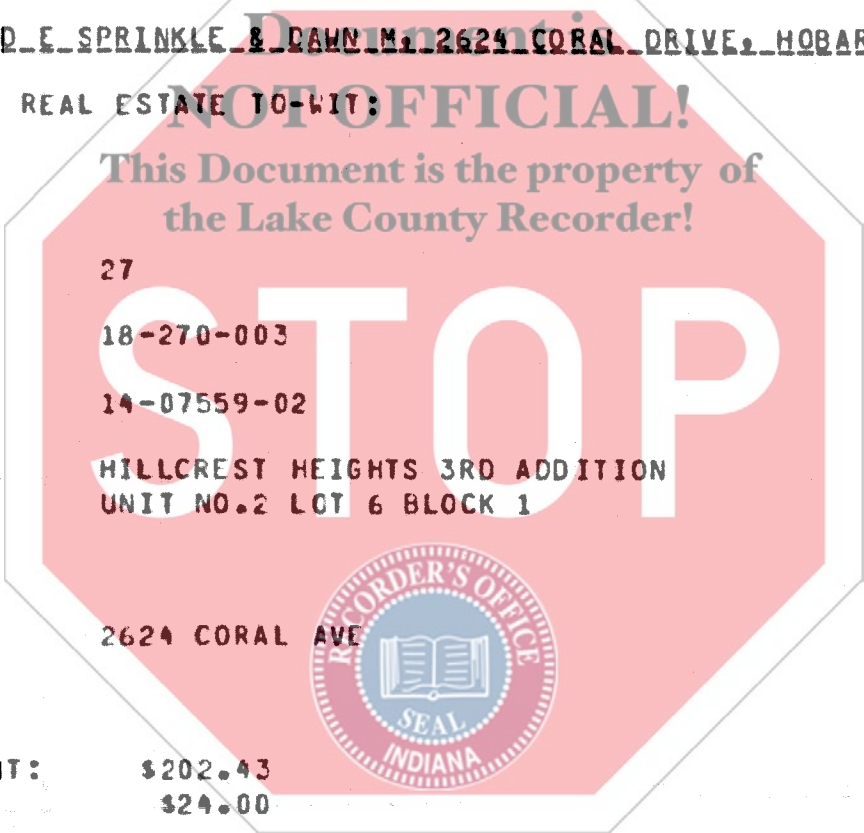 Document is
D E SPRINKLE & DAWN M. 2624 CORAL DRIVE, HOBAR
NOT OFFICIAL!
REAL ESTATE TO-WIT:
This Document is the property of
the Lake County Recorder!
27
18-270-003
STOP
14-07559-02
HILLCREST HEIGHTS 3RD ADDITION
UNIT NO.2 LOT 6 BLOCK 1
RECORDER'S OFFICE
2624 CORAL AVE
SEAL
INDIANA
NT: $202.43
$24.00